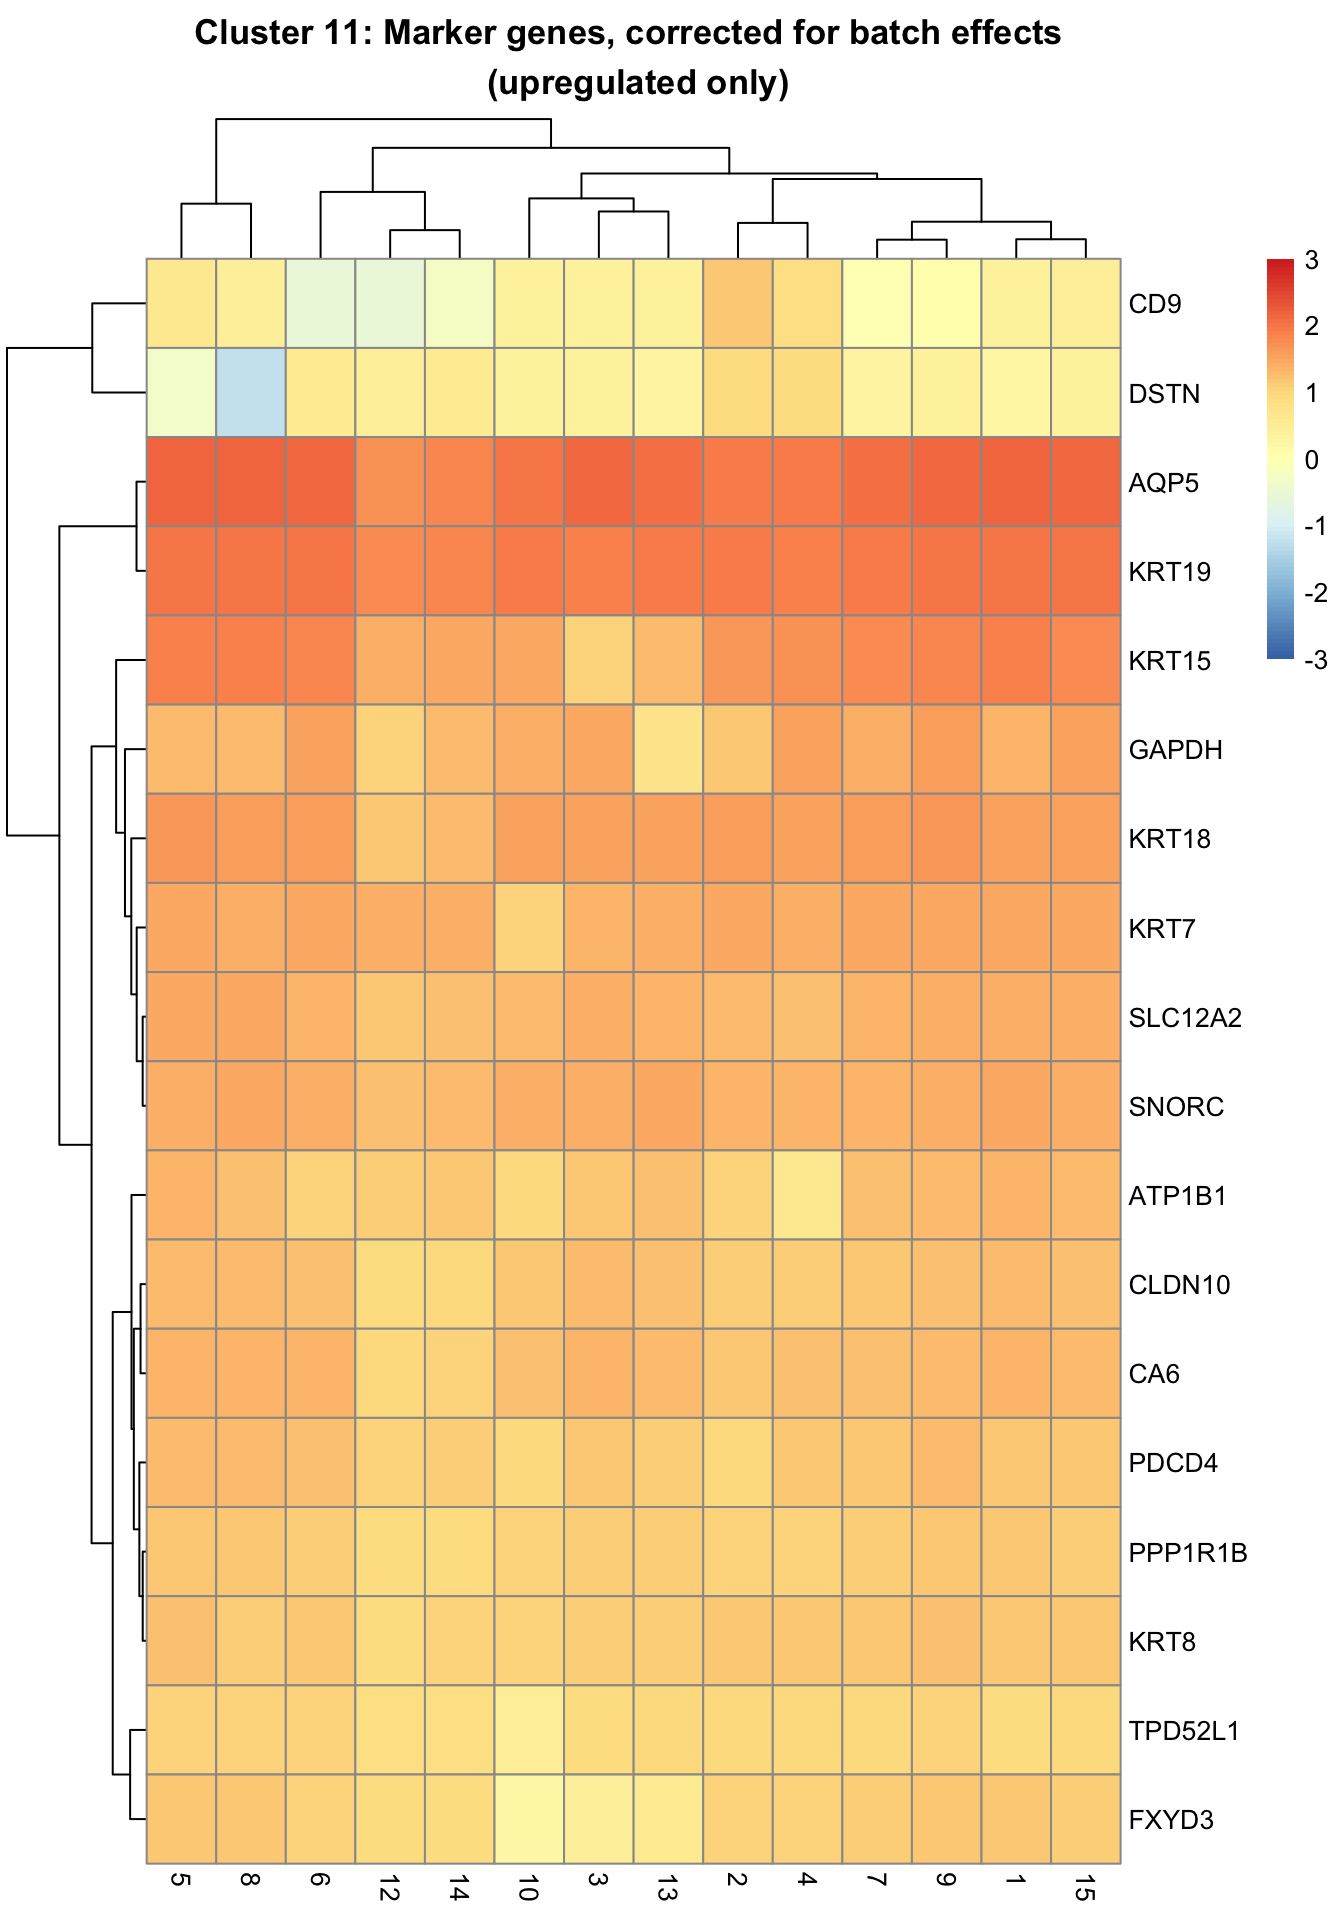 Cluster 11: Marker genes, corrected for batch effects
(upregulated only)
3
2
1
0
-1
-2
-3
CD9
DSTN
AQP5
KRT19
KRT15
GAPDH
KRT18
KRT7
SLC12A2
SNORC
ATP1B1
CLDN10
CA6
PDCD4
PPP1R1B
KRT8
TPD52L1
FXYD3
5 8 6 12 14 10 3 13 2 4 7 9 1 15